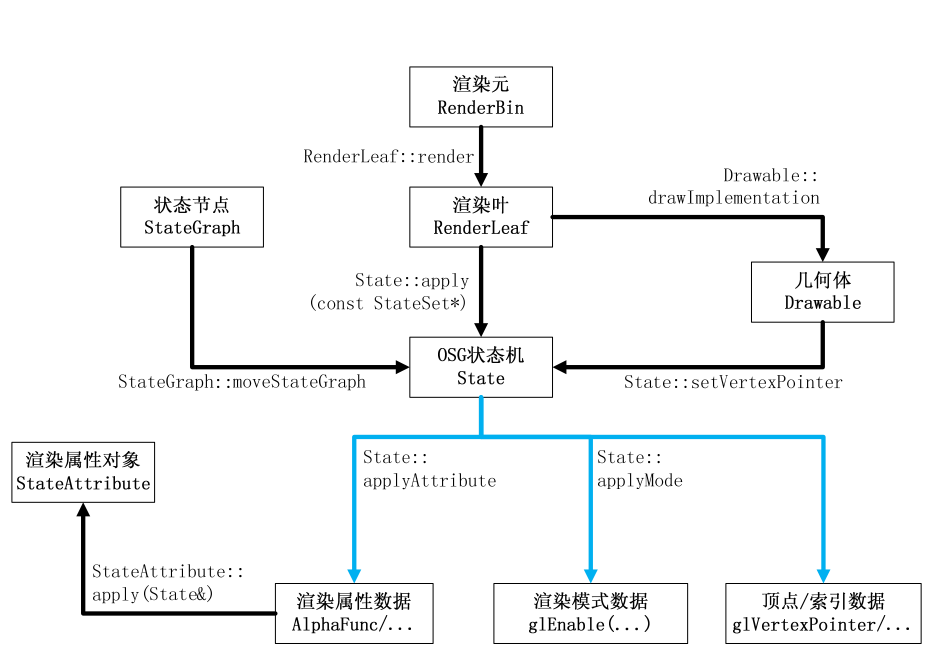 渲染元
RenderBin
RenderLeaf::render
Drawable::
drawImplementation
状态节点
StateGraph
渲染叶
RenderLeaf
State::apply
(const StateSet*)
几何体
Drawable
OSG状态机
State
StateGraph::moveStateGraph
State::setVertexPointer
渲染属性对象
StateAttribute
State::
applyAttribute
State::
applyMode
StateAttribute::
apply(State&)
渲染属性数据
AlphaFunc/...
渲染模式数据
glEnable(...)
顶点/索引数据
glVertexPointer/...